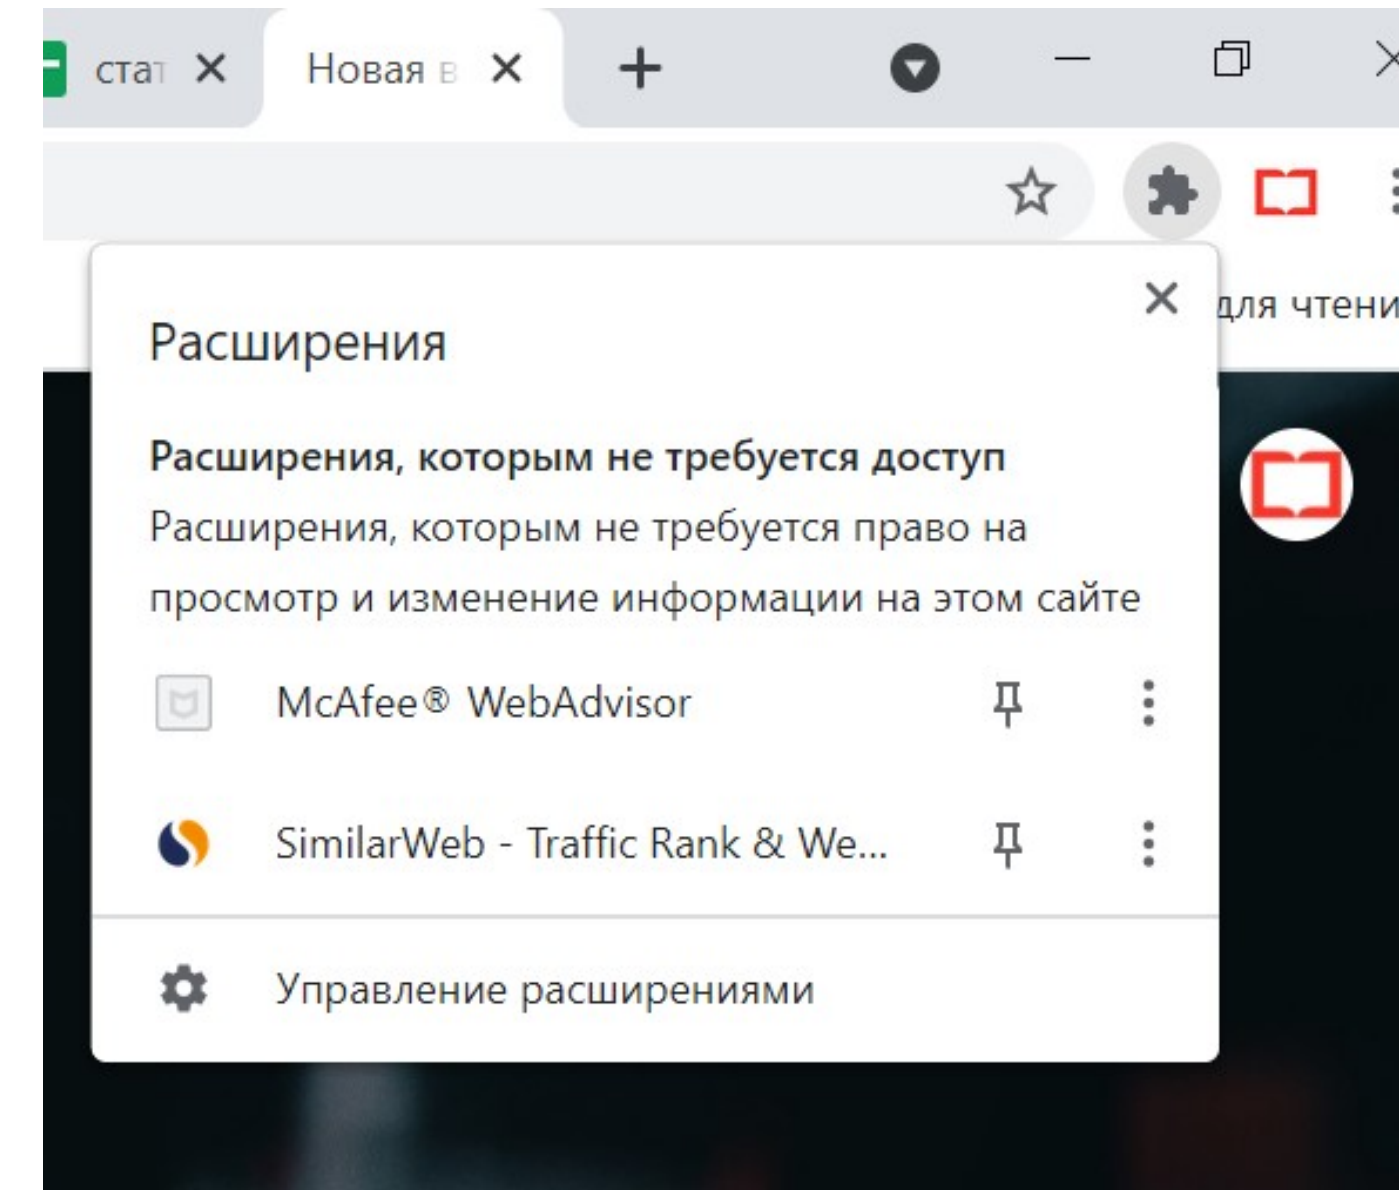 стат
Новая в
для чтени
Расширения
Расширения, которым не требуется доступ
Расширения, которым не требуется право на
просмотр и изменение информации на этом сайте
McAfee® WebAdvisor
SimilarWeb - Traffic Rank & We...
Управление расширениями